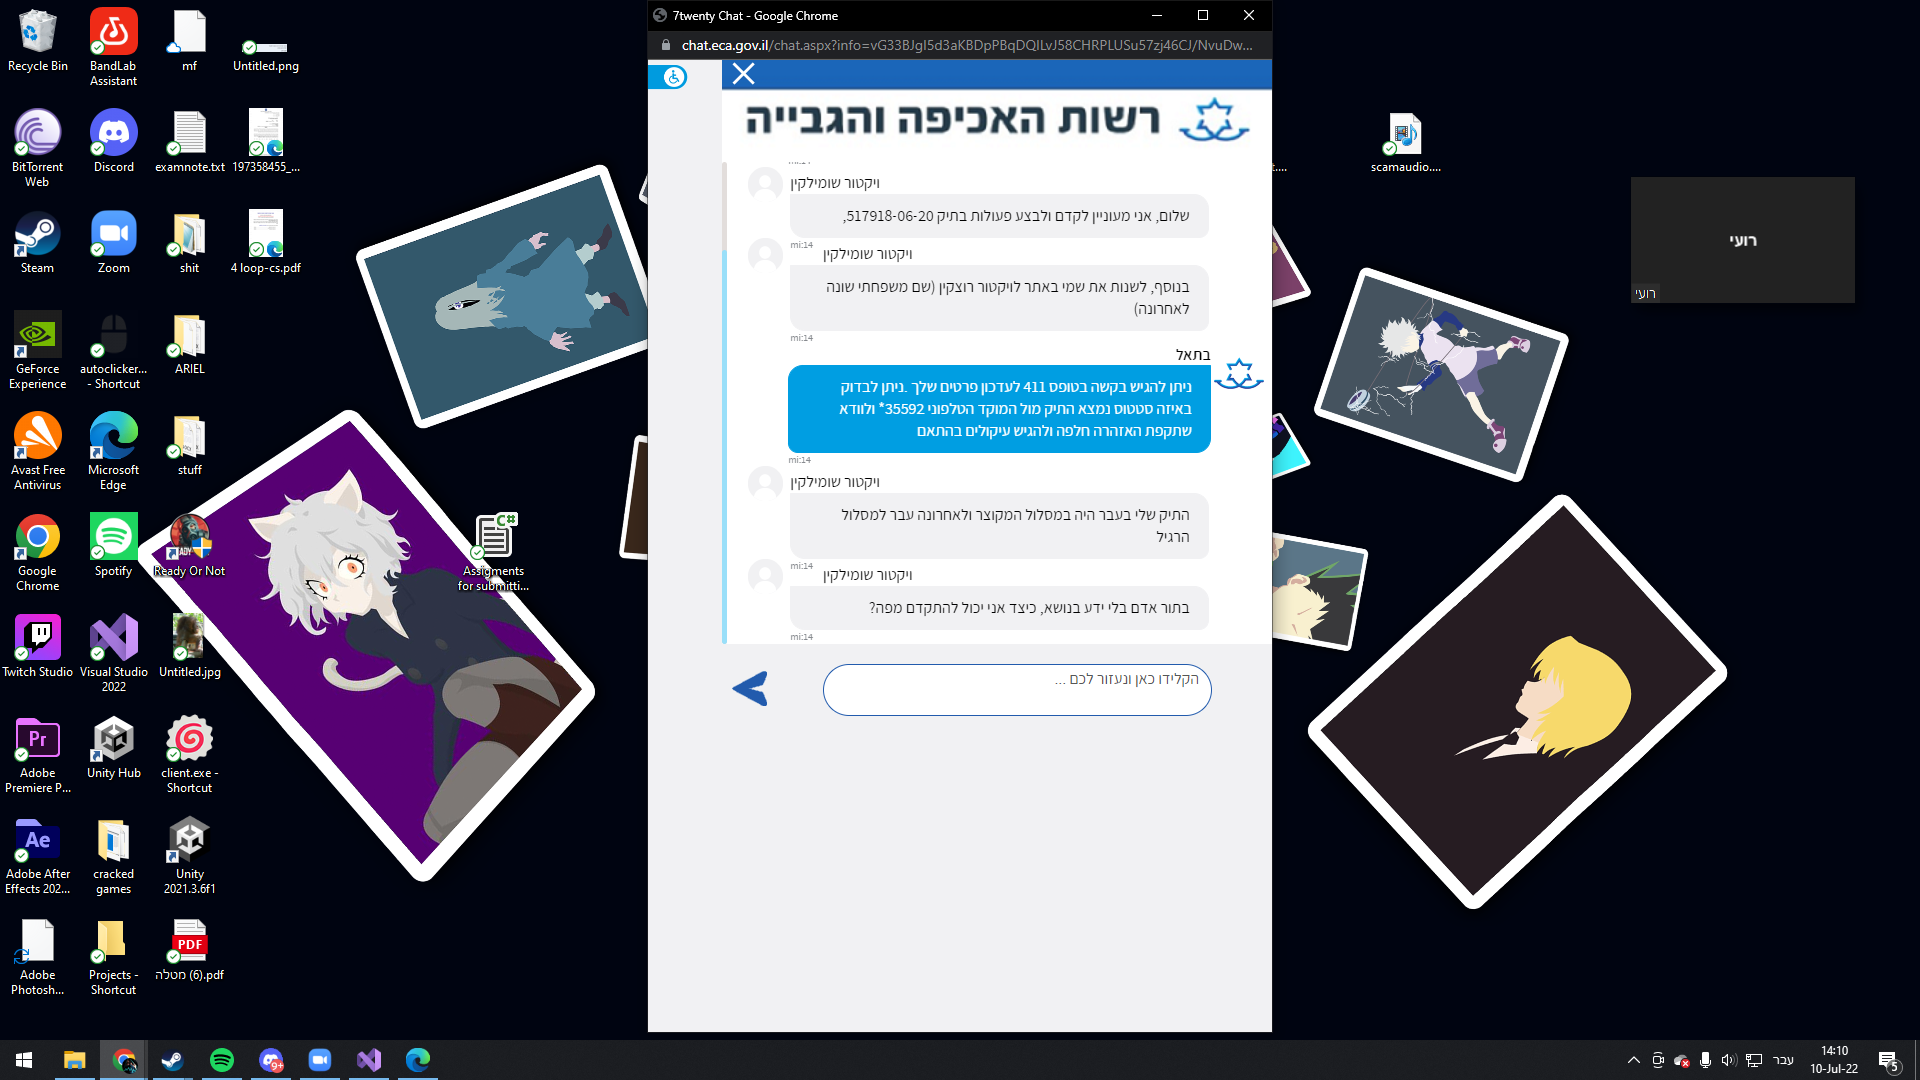 7twenty Chat - Google Chrome
chat.eca.gov.il/chat.aspx?info=vG33BJgI5d3aKBDpPBqDQILvJ58CHRPLUSu57zj46CJ/NvuDw...
רשות האכיפה והגבייה
ויקטור שומילקין
שלום, אני מעוניין לקדם ולבצע פעולות בתיק 517918-06-20,
mi:14
ויקטור שומילקין
בנוסף, לשנות את שמי באתר לויקטור רוצקין (שם משפחתי שונה
לאחרונה)
mi:14
בתאל
ניתן להגיש בקשה בטופס 411 לעדכון פרטים שלך .ניתן לבדוק
באיזה סטטוס נמצא התיק מול המוקד הטלפוני 35592* ולוודא
שתקפת האזהרה חלפה ולהגיש עיקולים בהתאם
mi:14
ויקטור שומילקין
התיק שלי בעבר היה במסלול המקוצר ולאחרונה עבר למסלול
הרגיל
mi:14
ויקטור שומילקין
בתור אדם בלי ידע בנושא, כיצד אני יכול להתקדם מפה?
mi:14
הקלידו כאן ונעזור לכם ...
Recycle Bin
BandLab
Assistant
mf
Untitled.png
BitTorrent
Web
Discord
examnote.txt
197358455_...
Steam
Zoom
shit
4 loop-cs.pdf
GeForce
Experience
autoclicker...
- Shortcut
ARIEL
Avast Free
Antivirus
Microsoft
Edge
stuff
Google
Chrome
Spotify
Ready Or Not
Assigments
for submitti...
Twitch Studio
Visual Studio
2022
Untitled.jpg
Pr
Adobe
Premiere P...
Unity Hub
client.exe -
Shortcut
Ae
Adobe After
Effects 202...
cracked
games
Unity
2021.3.6f1
Adobe
Photosh...
Projects -
Shortcut
PDF
מטלה (6).pdf
scamaudio....
רועי
רועי
9+
עבר
14:10
10-Jul-22
5